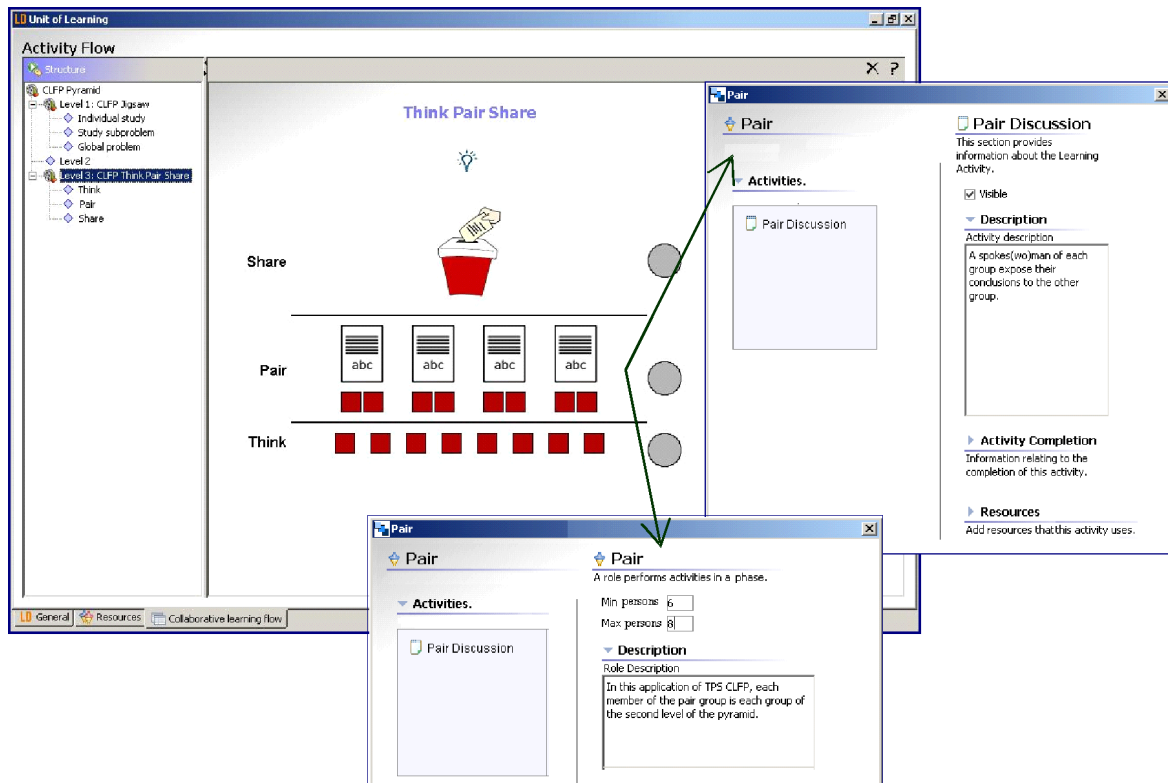 LD Unit of Learning
Activity Flow
Structure
CLFP Pyramid
Level 1: CLFP Jigsaw
Individual study
Study subproblem
Global problem
Level 2
Level 3: CLFP Think Pair Share
Think
Pair
Share
?
Think Pair Share
Share
Pair
abc abc abc abc
Think
LD General Resources Collaborative learning flow
Pair
Pair
Activities.
Pair Discussion
Pair Discussion
This section provides
information about the Learning
Activity.
Visible
Description
Activity description
A spokes(wo)man of each
group expose their
conclusions to the other
group.
Activity Completion
Information relating to the
completion of this activity.
Resources
Add resources that this activity uses.
Pair
Pair
Activities.
Pair Discussion
Pair
A role performs activities in a phase.
Min persons 6
Max persons 8
Description
Role Description
In this application of TPS CLFP, each
member of the pair group is each group of
the second level of the pyramid.